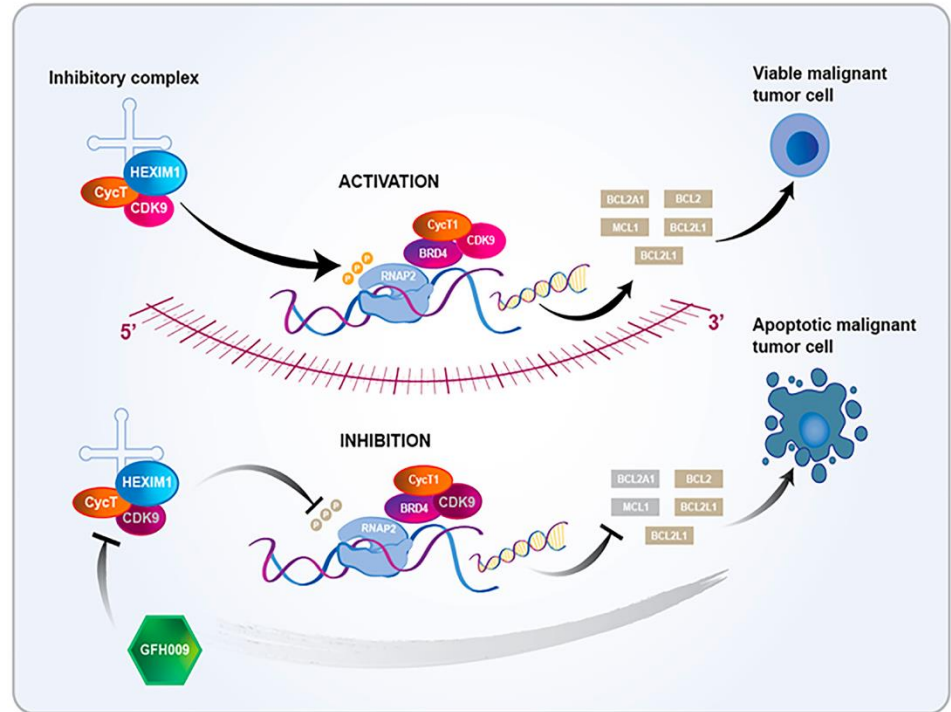 Inhibitory complex
HEXIM1
CycT
CDK9
ACTIVATION
P P P
CycT1
CDK9
BRD4
RNAP2
BCL2A1
BCL2
MCL1
BCL2L1
BCL2L1
Viable malignant
tumor cell
5’
3’
Apoptotic malignant
tumor cell
INHIBITION
HEXIM1
CycT
CDK9
P P P
CycT1
CDK9
BRD4
RNAP2
BCL2A1
BCL2
MCL1
BCL2L1
BCL2L1
GFH009